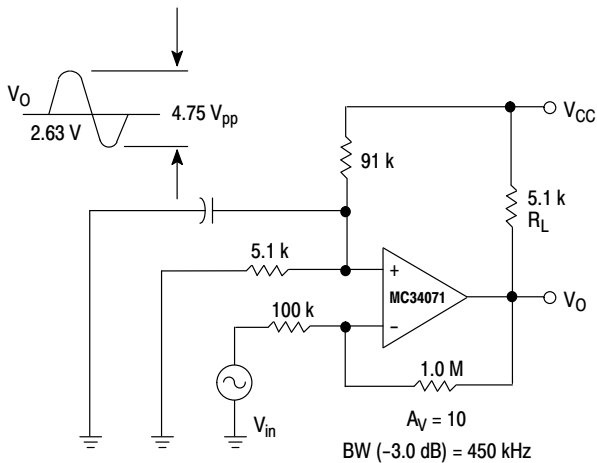 V_O
2.63 V
4.75 V_pp
V_CC
91 k
5.1 k
R_L
5.1 k
+
MC34071
V_O
100 k
−
1.0 M
V_in
A_V = 10
BW (−3.0 dB) = 450 kHz